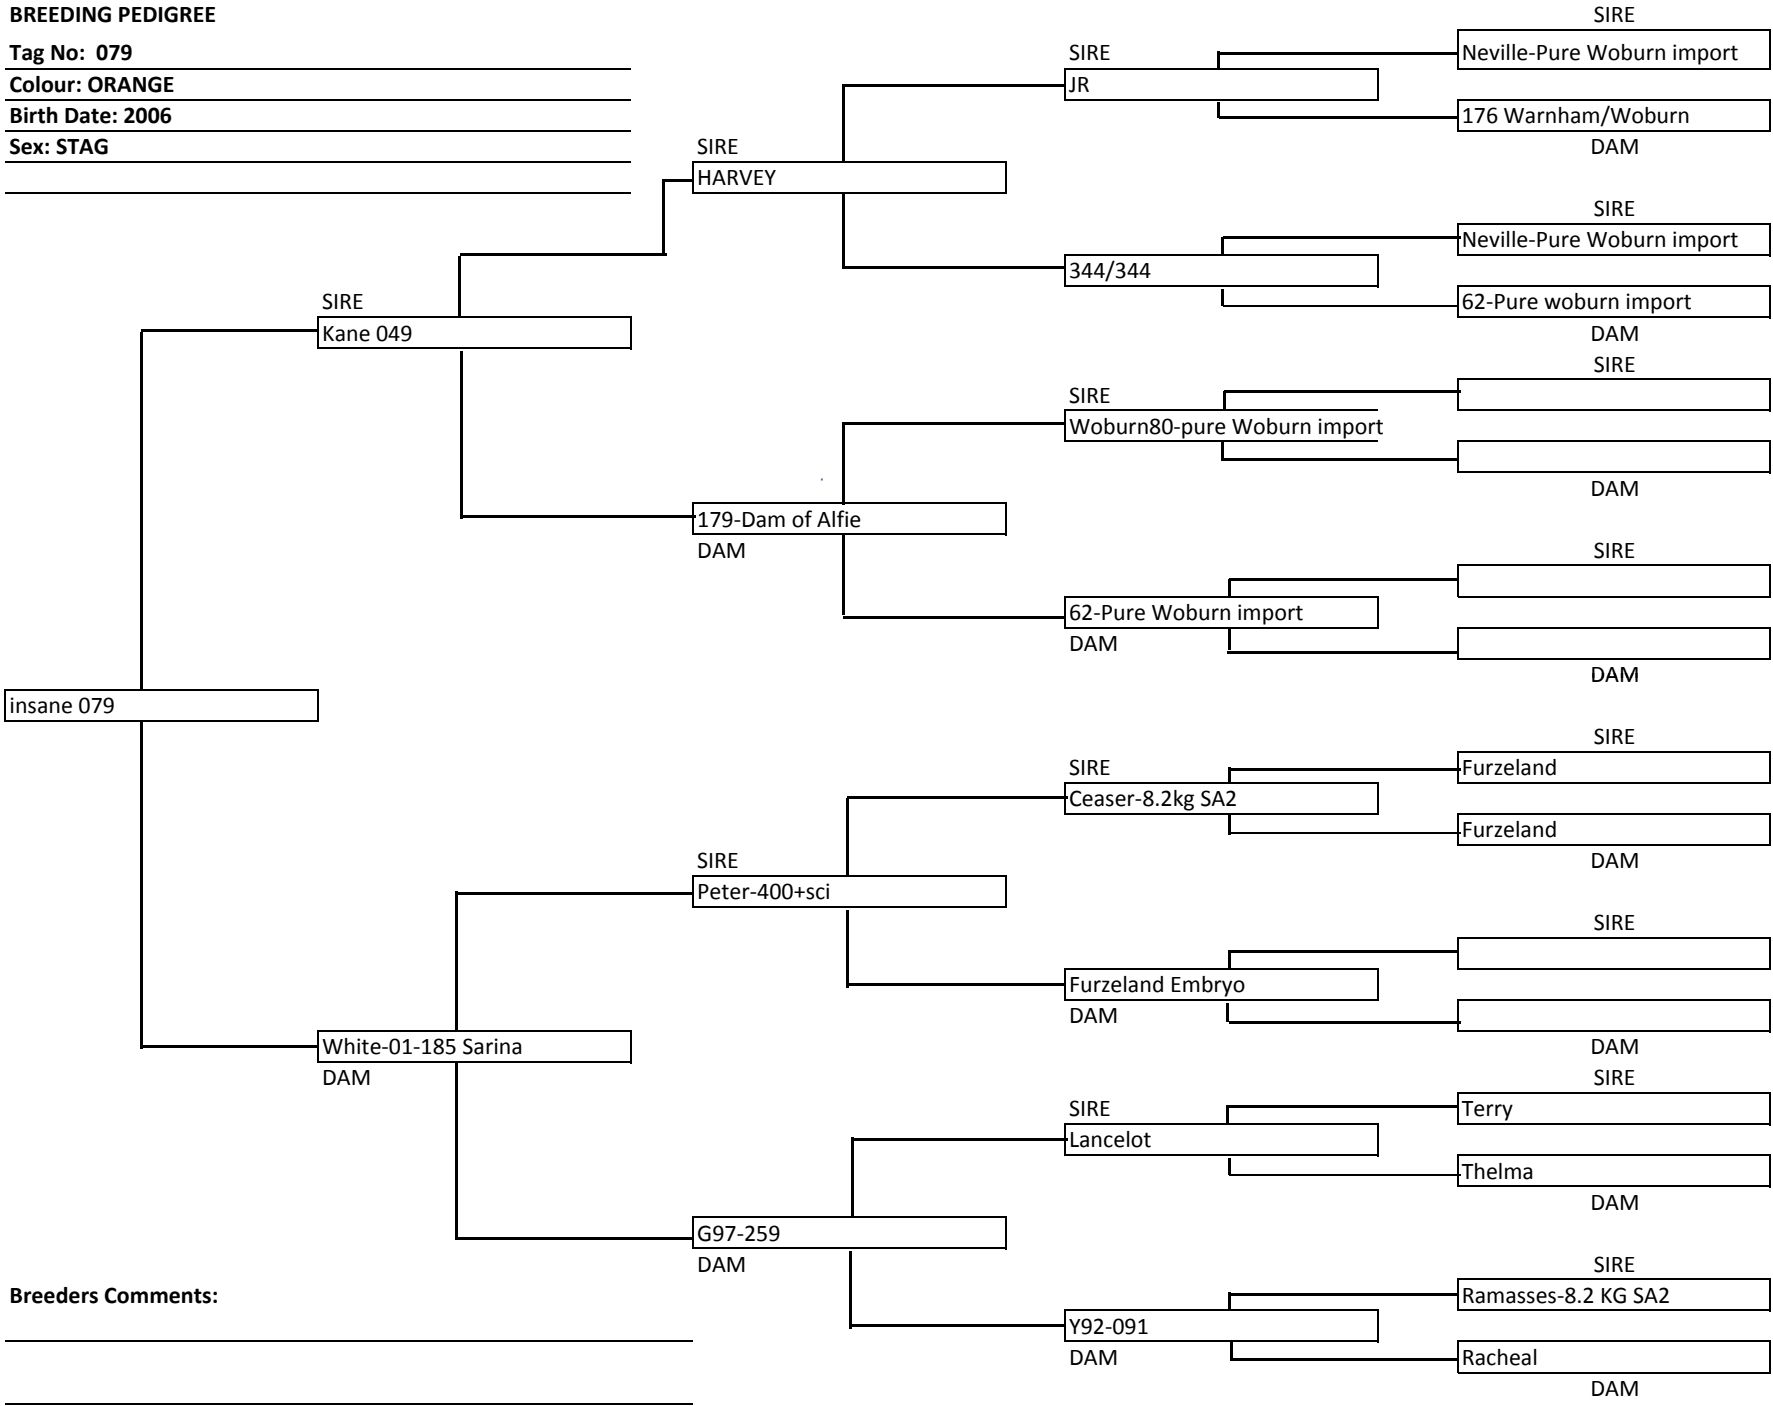 BREEDING PEDIGREE
Tag No: 079
Colour: ORANGE
Birth Date: 2006
Sex: STAG
insane 079
SIRE
Kane 049
White-01-185 Sarina
DAM
SIRE
HARVEY
179-Dam of Alfie
DAM
SIRE
Peter-400+sci
G97-259
DAM
SIRE
JR
344/344
SIRE
Woburn80-pure Woburn import
62-Pure Woburn import
DAM
SIRE
Ceaser-8.2kg SA2
Furzeland Embryo
DAM
SIRE
Lancelot
Y92-091
DAM
SIRE
Neville-Pure Woburn import
176 Warnham/Woburn
DAM
SIRE
Neville-Pure Woburn import
62-Pure woburn import
DAM
SIRE
DAM
SIRE
DAM
SIRE
Furzeland
Furzeland
DAM
SIRE
DAM
SIRE
Terry
Thelma
DAM
SIRE
Ramasses-8.2 KG SA2
Racheal
DAM
Breeders Comments: